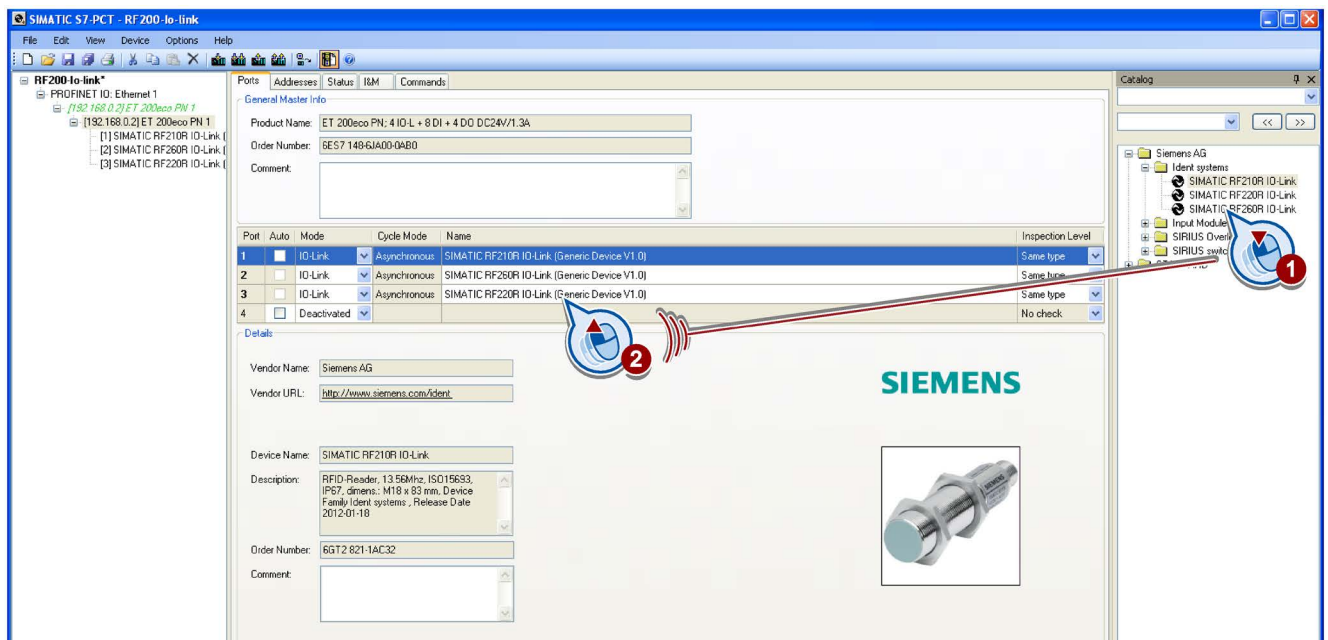 SIMATIC S7-PCT - RF200-Io-link
File Edit View Device Options Help
RF200-Io-link*
PROFINET IO: Ethernet 1
[192.168.0.2] ET 200eco PN 1
[192.168.0.2] ET 200eco PN 1
[1] SIMATIC RF210R IO-Link (
[2] SIMATIC RF260R IO-Link (
[3] SIMATIC RF220R IO-Link (
Ports Addresses Status I&M Commands
General Master Info
Product Name: ET 200eco PN; 4 IO-L + 8 DI + 4 DO DC24V/1.3A
Order Number: 6ES7 148-6JA00-0AB0
Comment:
Port Auto Mode Cycle Mode Name Inspection Level
1 IO-Link Asynchronous SIMATIC RF210R IO-Link (Generic Device V1.0) Same type
2 IO-Link Asynchronous SIMATIC RF260R IO-Link (Generic Device V1.0) Same type
3 IO-Link Asynchronous SIMATIC RF220R IO-Link (Generic Device V1.0) Same type
4 Deactivated No check
2
Details
Vendor Name: Siemens AG
Vendor URL: http://www.siemens.com/ident
SIEMENS
Device Name: SIMATIC RF210R IO-Link
Description: RFID-Reader, 13.56Mhz, ISO15693,
IP67, dimens.: M18 x 83 mm, Device
Family Ident systems , Release Date
2012-01-18
SIEMENS
Order Number: 6GT2 821-1AC32
Comment:
Catalog
<< >>
Siemens AG
Ident systems
SIMATIC RF210R IO-Link
SIMATIC RF220R IO-Link
SIMATIC RF260R IO-Link
Input Module
SIRIUS
SIRIUS
1